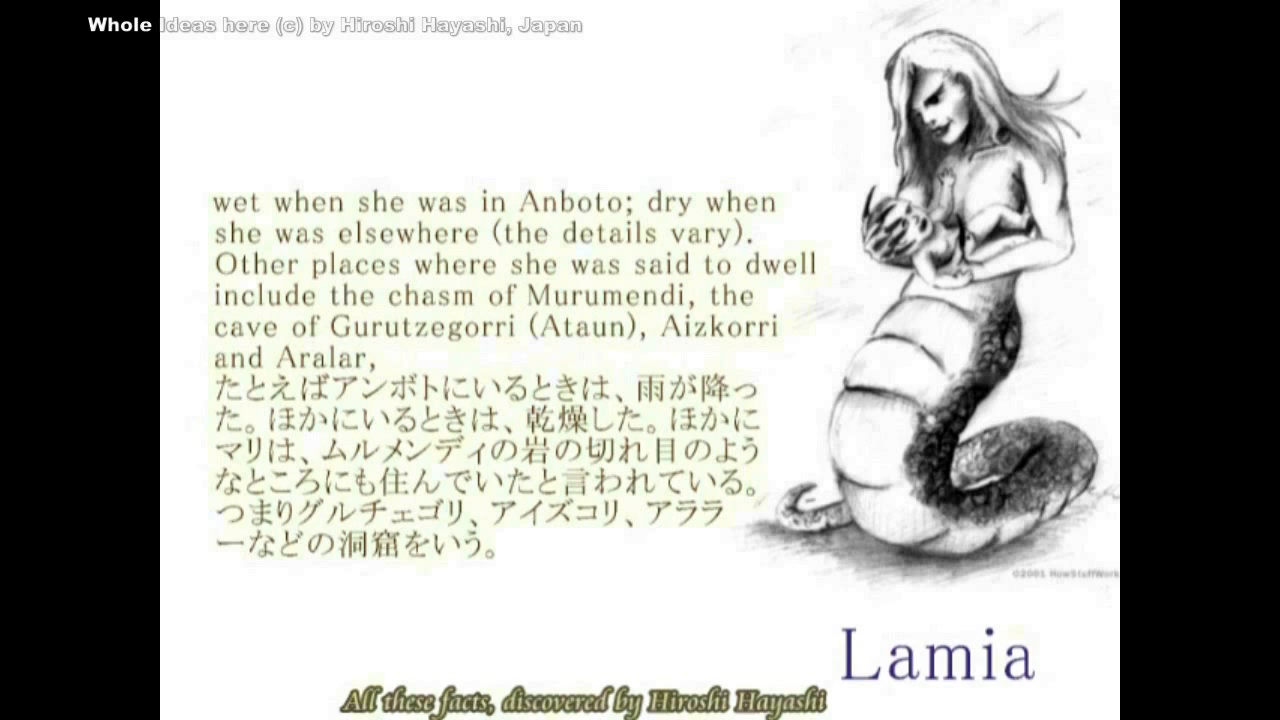 Whole Ideas here (c) by Hiroshi Hayashi, Japan
wet when she was in Anboto; dry when
she was elsewhere (the details vary).
Other places where she was said to dwell
include the chasm of Murumendi, the
cave of Gurutzegorri (Ataun), Aizkorri
and Aralar,
たとえばアンボトにいるときは、雨が降っ
た。ほかにいるときは、乾燥した。ほかに
マリは、ムルメンディの岩の切れ目のよう
なところにも住んでいたと言われている。
つまりグルチェゴリ、アイズコリ、アララ
ーなどの洞窟をいう。
©2001 HowStuffWork
Lamia
All these facts, discovered by Hiroshi Hayashi